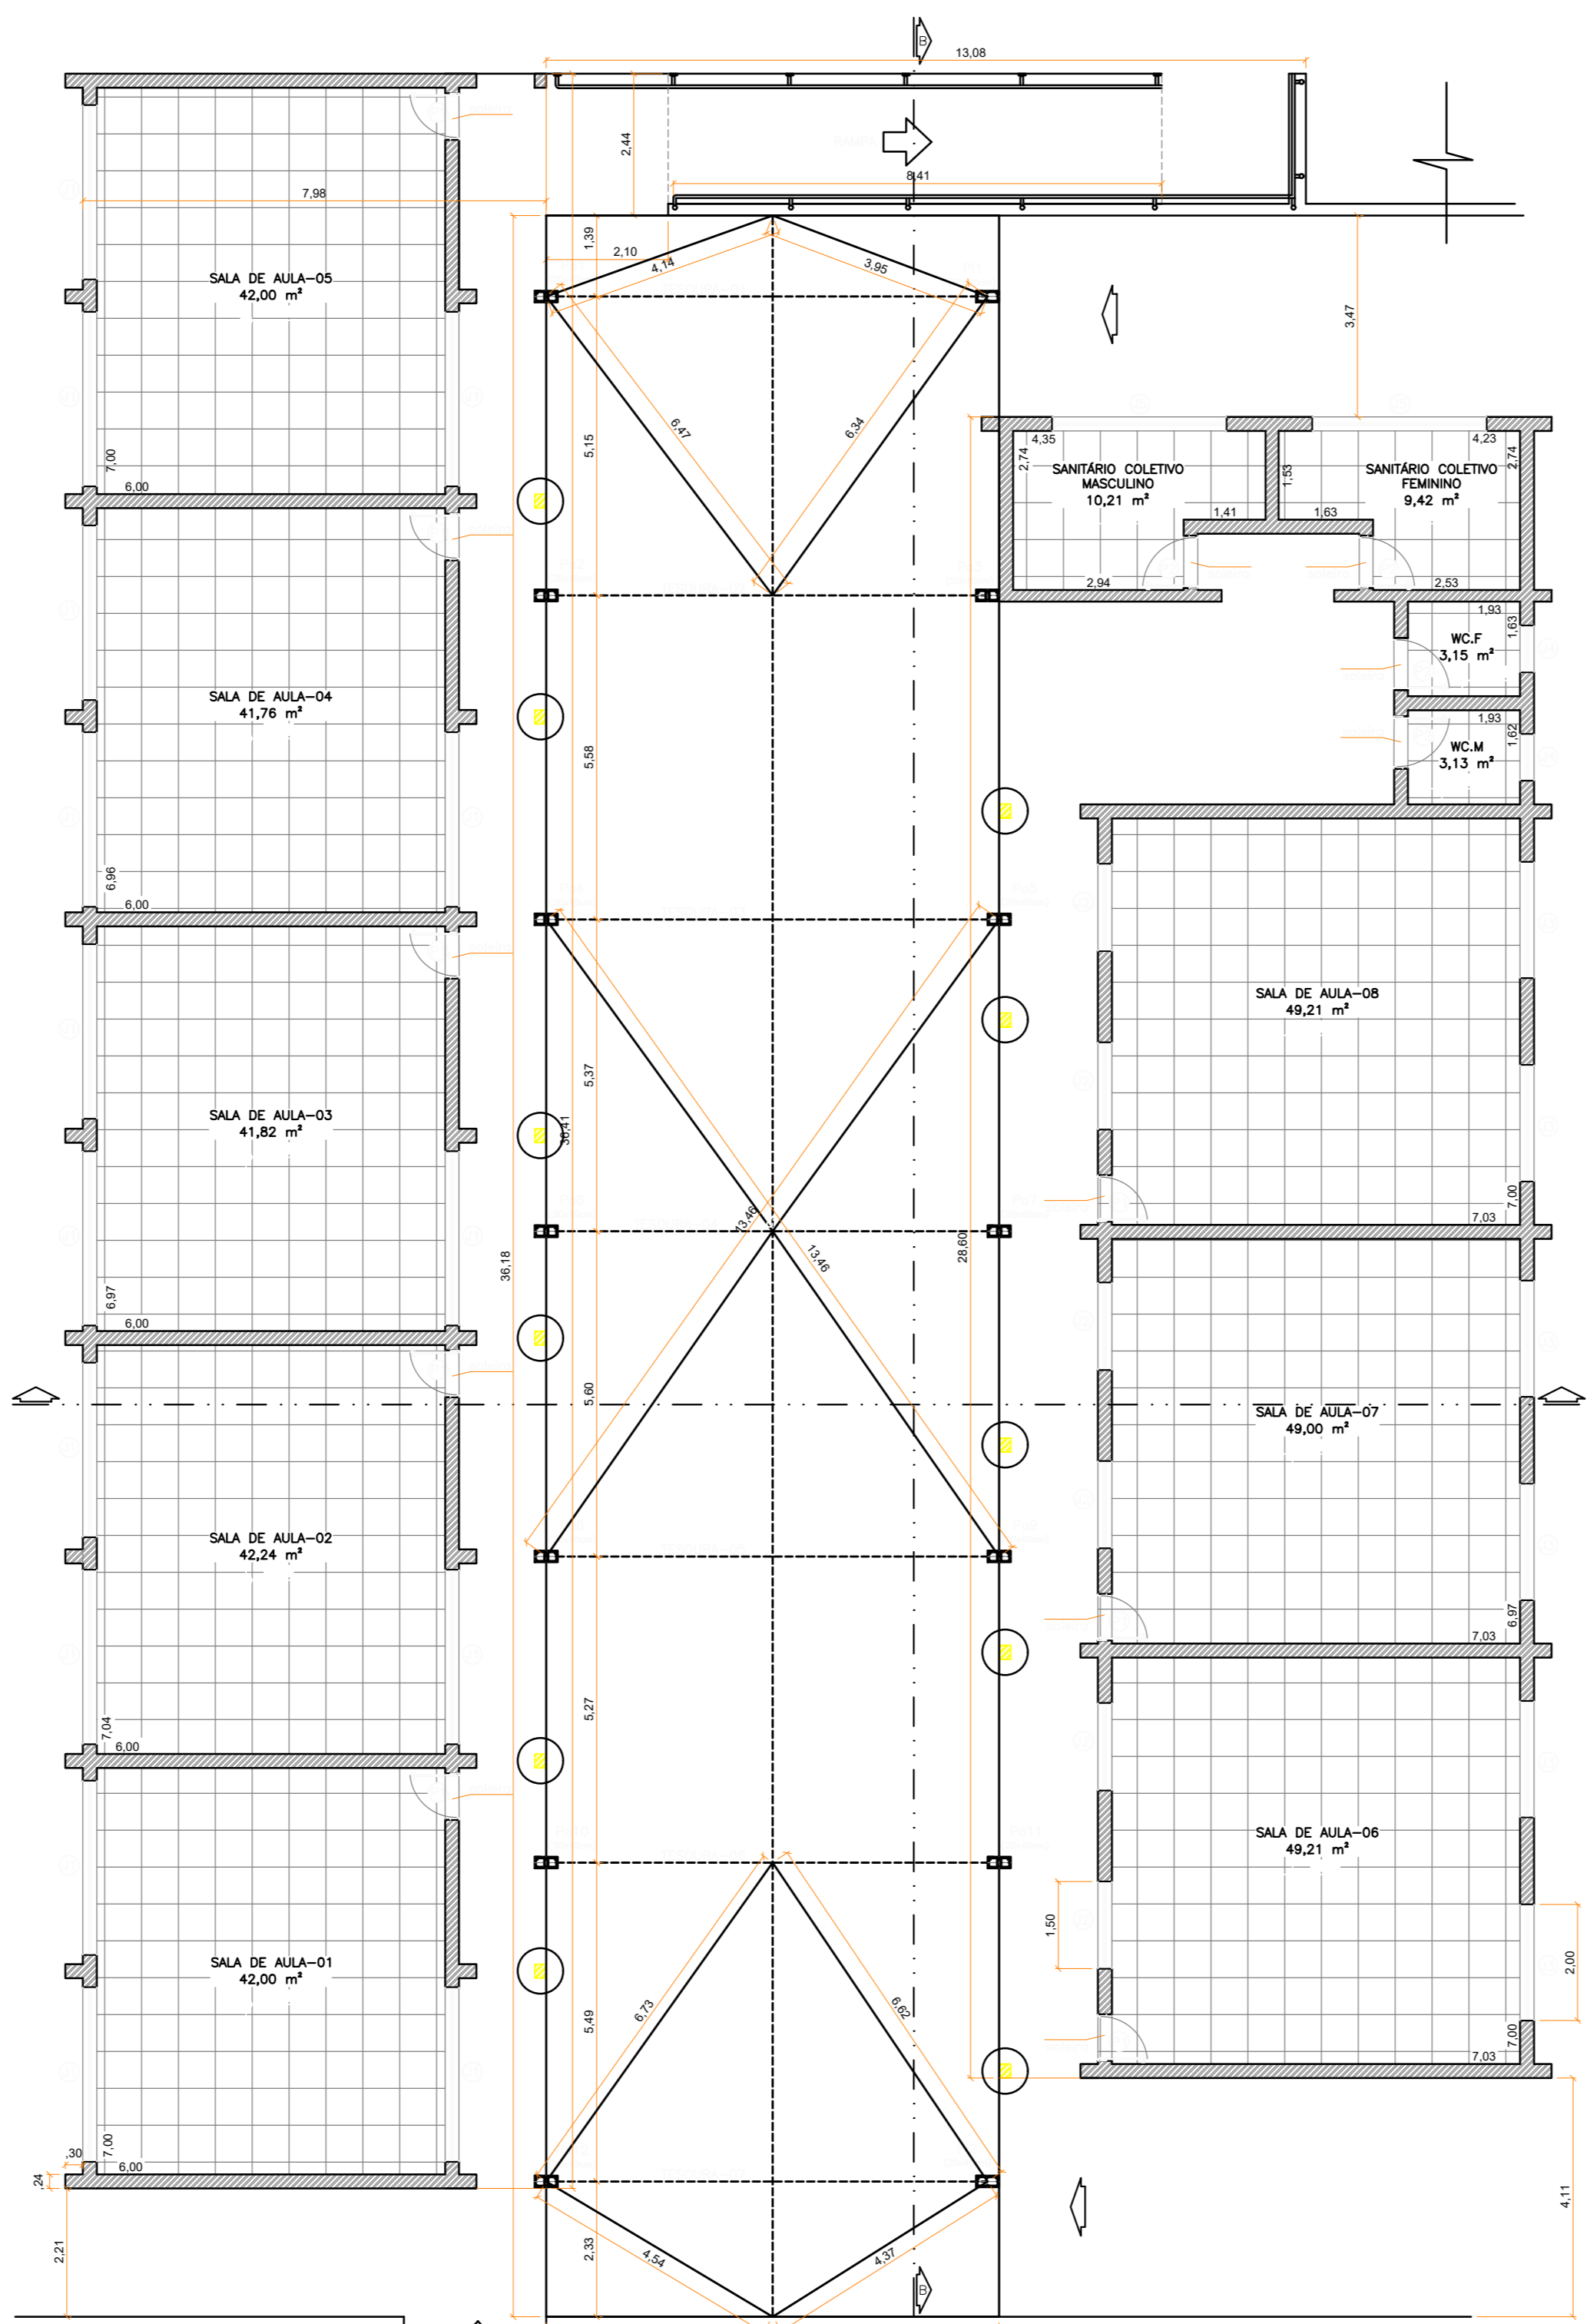 B
13,08
2,44
8,41
7,98
1,39
2,10
4,14
3,95
3,47
SALA DE AULA-05
42,00 m²
7,00
6,00
6,47
6,34
5,15
4,35
4,23
2,74
2,74
1,53
SANITÁRIO COLETIVO
MASCULINO
10,21 m²
SANITÁRIO COLETIVO
FEMININO
9,42 m²
1,41
1,63
2,94
2,53
1,93
1,63
WC.F
3,15 m²
1,93
1,62
WC.M
3,13 m²
SALA DE AULA-04
41,76 m²
5,58
6,96
6,00
SALA DE AULA-08
49,21 m²
5,37
SALA DE AULA-03
41,82 m²
36,41
7,00
7,03
13,46
13,46
36,18
28,60
6,97
6,00
5,60
SALA DE AULA-07
49,00 m²
SALA DE AULA-02
42,24 m²
6,97
7,03
5,27
7,04
6,00
SALA DE AULA-06
49,21 m²
1,50
2,00
SALA DE AULA-01
42,00 m²
6,73
6,62
5,49
7,00
7,03
,30
7,00
6,00
,24
4,11
2,21
2,33
4,54
4,37
B